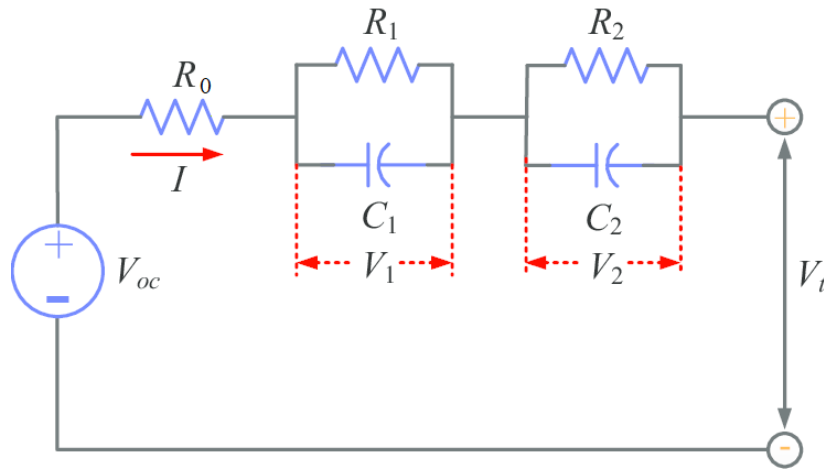 R1 R2
R0
+
I
C1 C2
+
Voc V1 V2 Vt
-
-